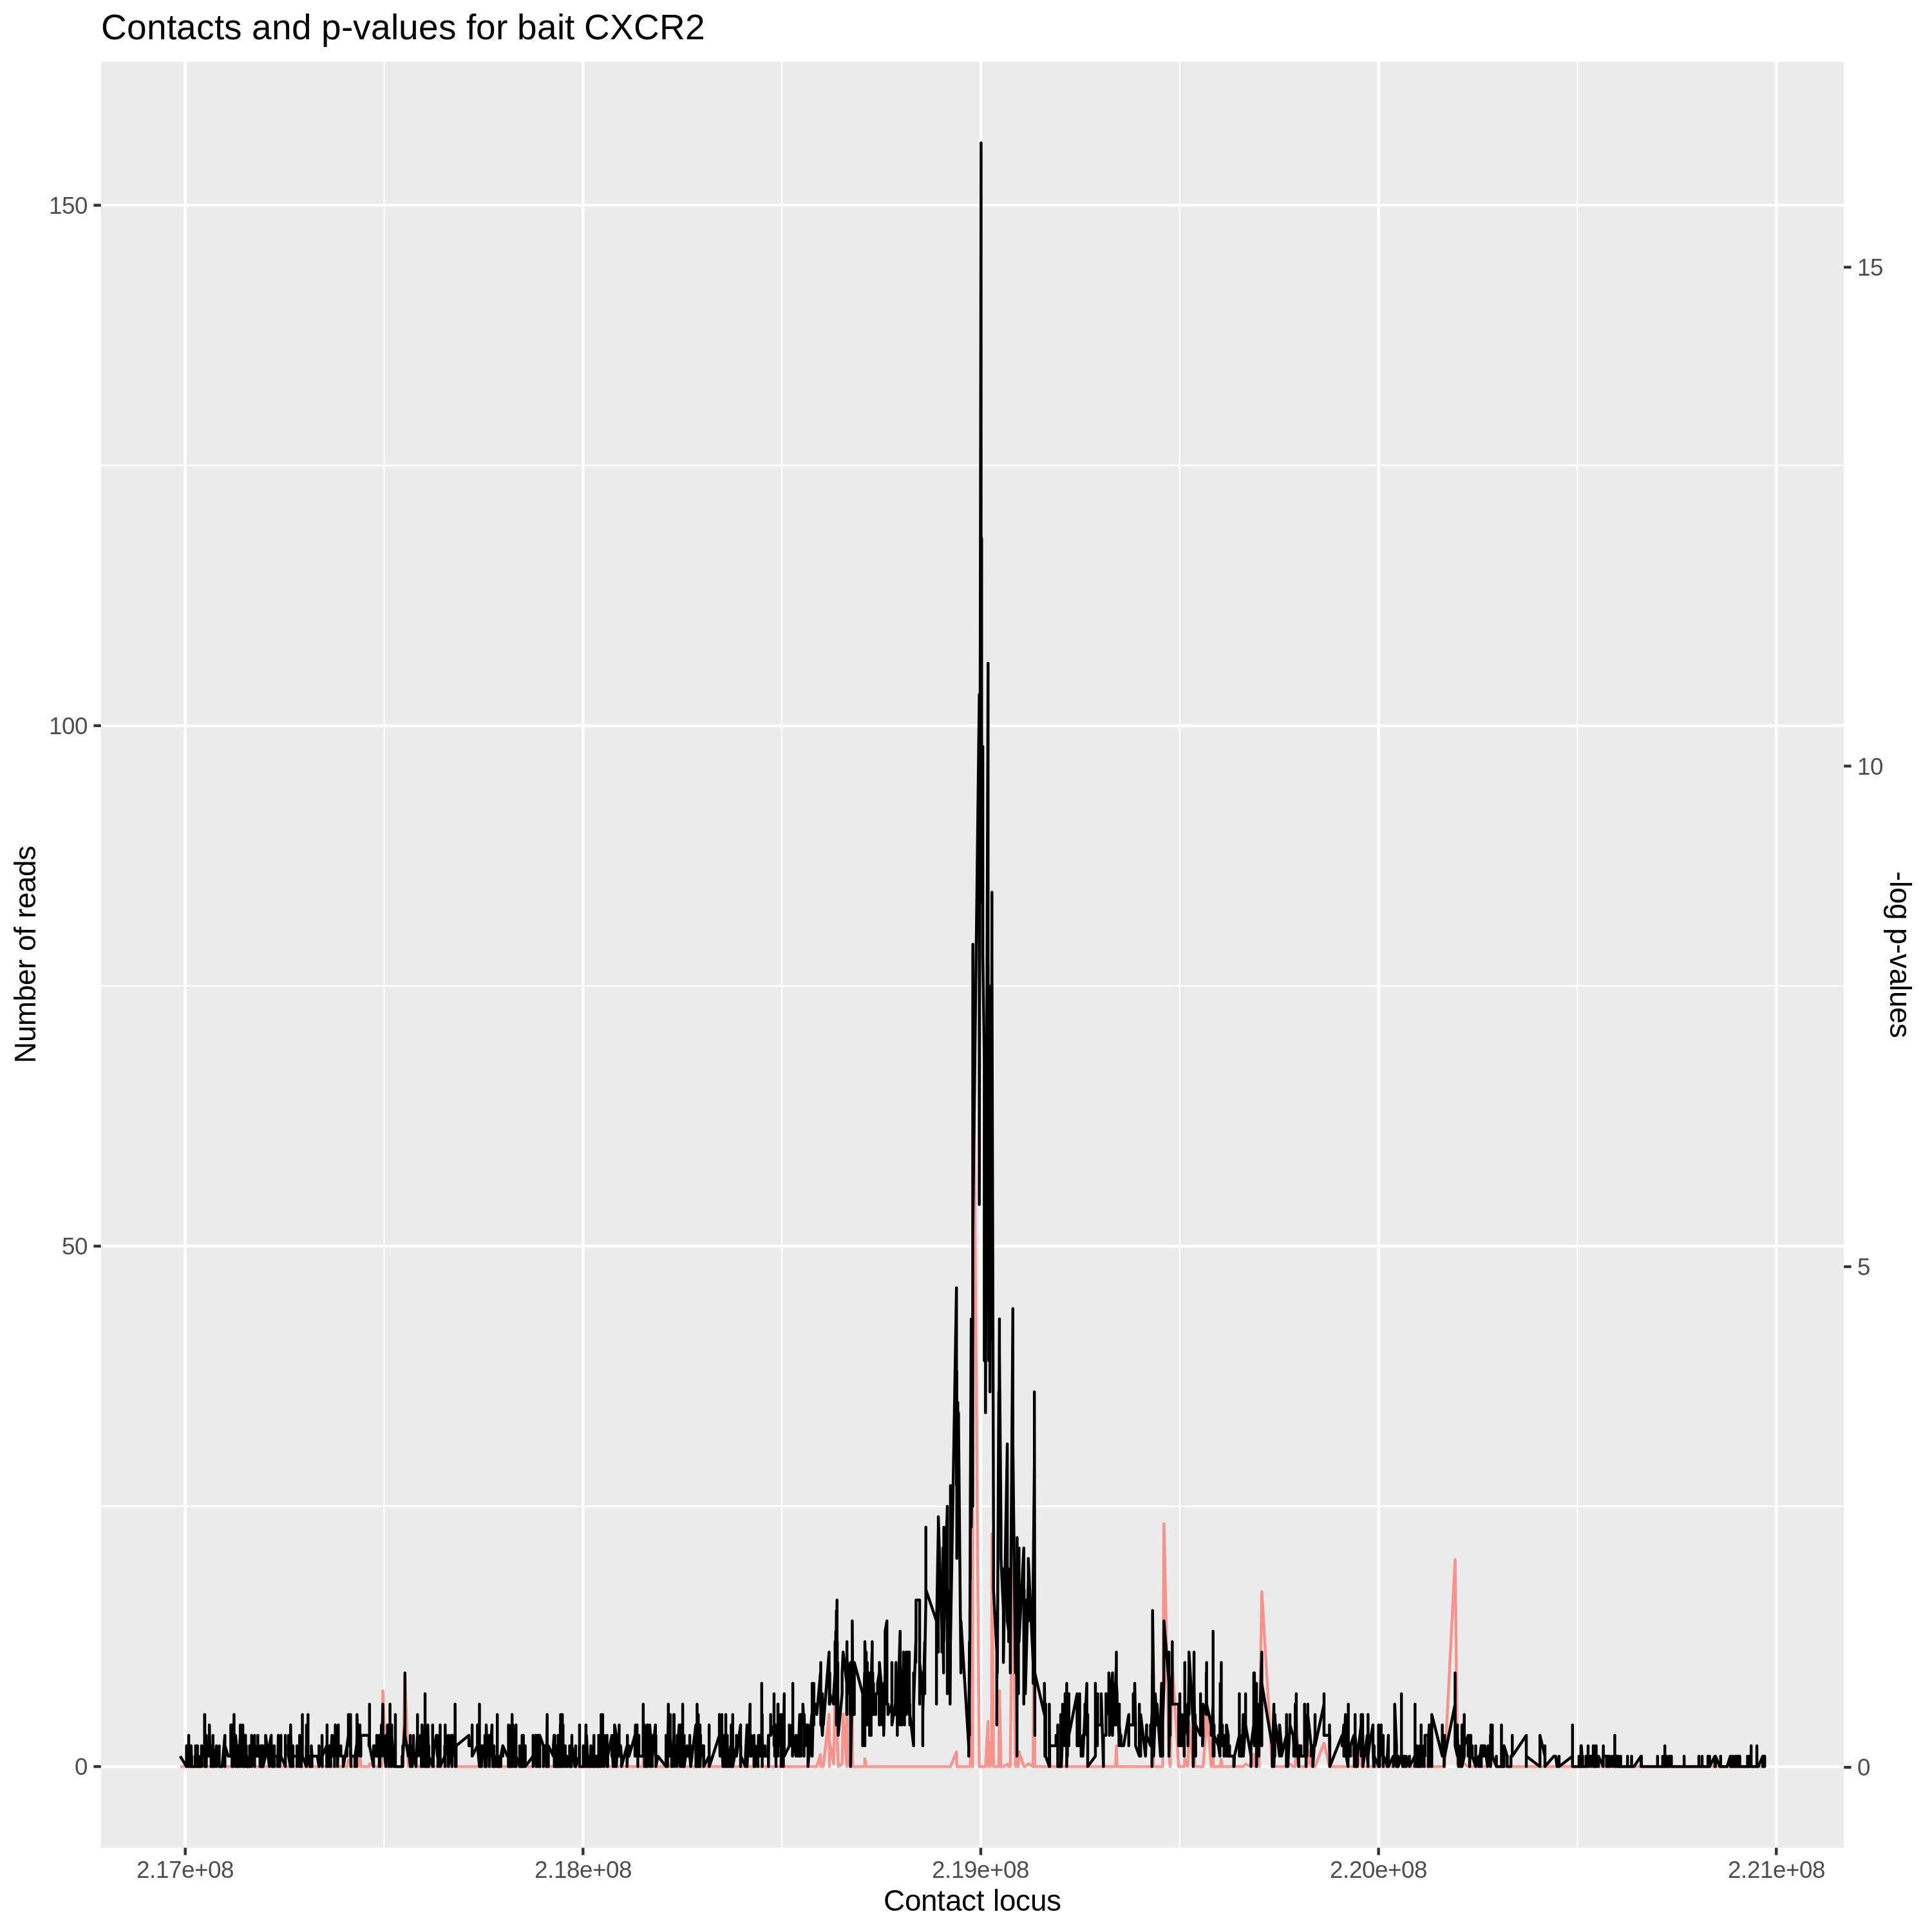 Contacts and p-values for bait CXCR2
150
100
50
0
Number of reads
15
10
5
0
-log p-values
2.17e+08
2.18e+08
2.19e+08
2.20e+08
2.21e+08
Contact locus